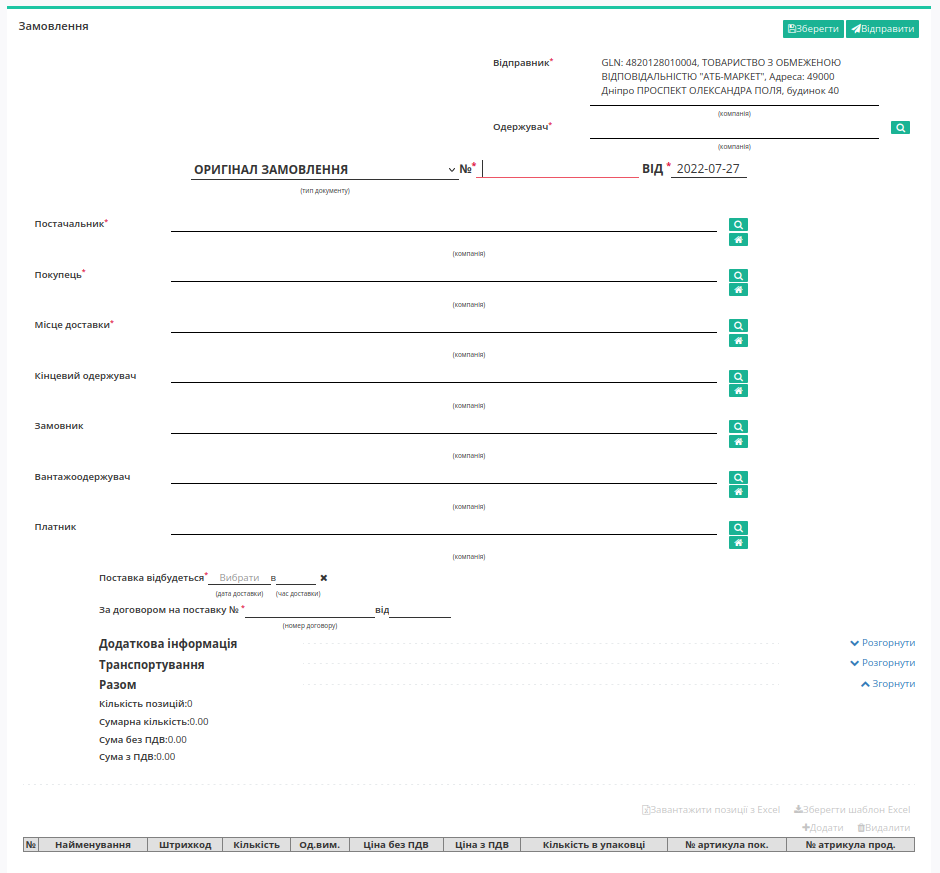 Замовлення
Зберегти Відправити
Відправник* GLN: 4820128010004, ТОВАРИСТВО З ОБМЕЖЕНОЮ
ВІДПОВІДАЛЬНІСТЮ "АТБ-МАРКЕТ", Адреса: 49000
Дніпро ПРОСПЕКТ ОЛЕКСАНДРА ПОЛЯ, будинок 40
(компанія)
Одержувач*
(компанія)
ОРИГІНАЛ ЗАМОВЛЕННЯ №* ВІД * 2022-07-27
(тип документу)
Постачальник*
(компанія)
Покупець*
(компанія)
Місце доставки*
(компанія)
Кінцевий одержувач
(компанія)
Замовник
(компанія)
Вантажоодержувач
(компанія)
Платник
(компанія)
Поставка відбудеться* Вибрати в ✖
(дата доставки) (час доставки)
За договором на поставку № * від
(номер договору)
Додаткова інформація Розгорнути
Транспортування Розгорнути
Разом Згорнути
Кількість позицій:0
Сумарна кількість:0.00
Сума без ПДВ:0.00
Сума з ПДВ:0.00
Завантажити позиції з Excel Зберегти шаблон Excel
Додати Видалити
№ Найменування Штрихкод Кількість Од.вим. Ціна без ПДВ Ціна з ПДВ Кількість в упаковці № артикула пок. № атрикула прод.